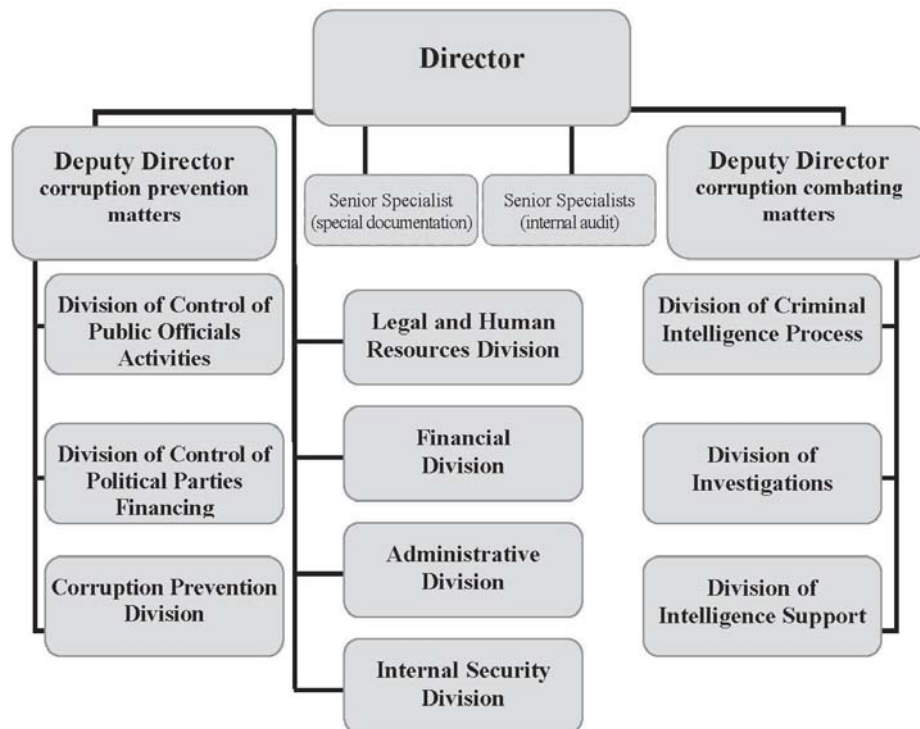 Director
Deputy Director
corruption prevention
matters
Senior Specialist
(special documentation)
Senior Specialists
(internal audit)
Deputy Director
corruption combating
matters
Division of Control of
Public Officials
Activities
Division of Control of
Political Parties
Financing
Corruption Prevention
Division
Legal and Human
Resources Division
Financial
Division
Administrative
Division
Internal Security
Division
Division of Criminal
Intelligence Process
Division of
Investigations
Division of
Intelligence Support